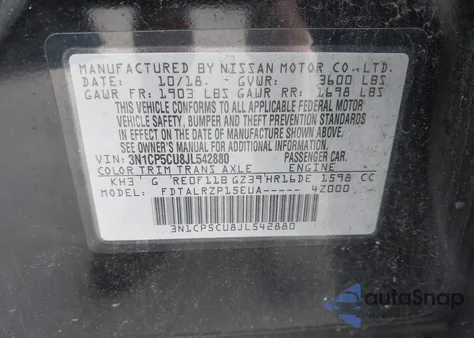 MANUFACTURED BY NISSAN MOTOR CO.,LTD.
DATE: 10/18. GVWR: 3600 LBS
GAWR FR: 1903 LBS GAWR RR: 1698 LBS
THIS VEHICLE CONFORMS TO ALL APPLICABLE FEDERAL MOTOR
VEHICLE SAFETY, BUMPER, AND THEFT PREVENTION STANDARDS
IN EFFECT ON THE DATE OF MANUFACTURE SHOWN ABOVE.
SEE OWNER'S MANUAL FOR ADDITIONAL INFORMATION
VIN: 3N1CP5CU8JL542880 PASSENGER CAR.
COLOR TRIM TRANS AXLE ENGINE
KH3 G RE0F11B GZ39 HR16DE 1598 CC
MODEL: FDTALRZP15EUA----- 4Z000
3N1CP5CU8JL542880
autoSnap